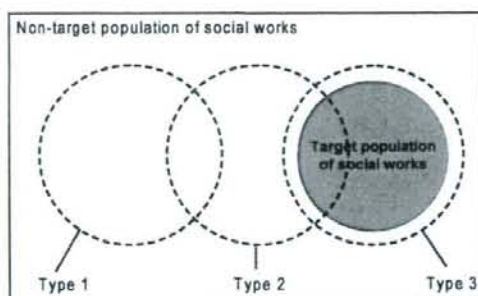 Non-target population of social works
Target population
of social works
Type 1
Type 2
Type 3